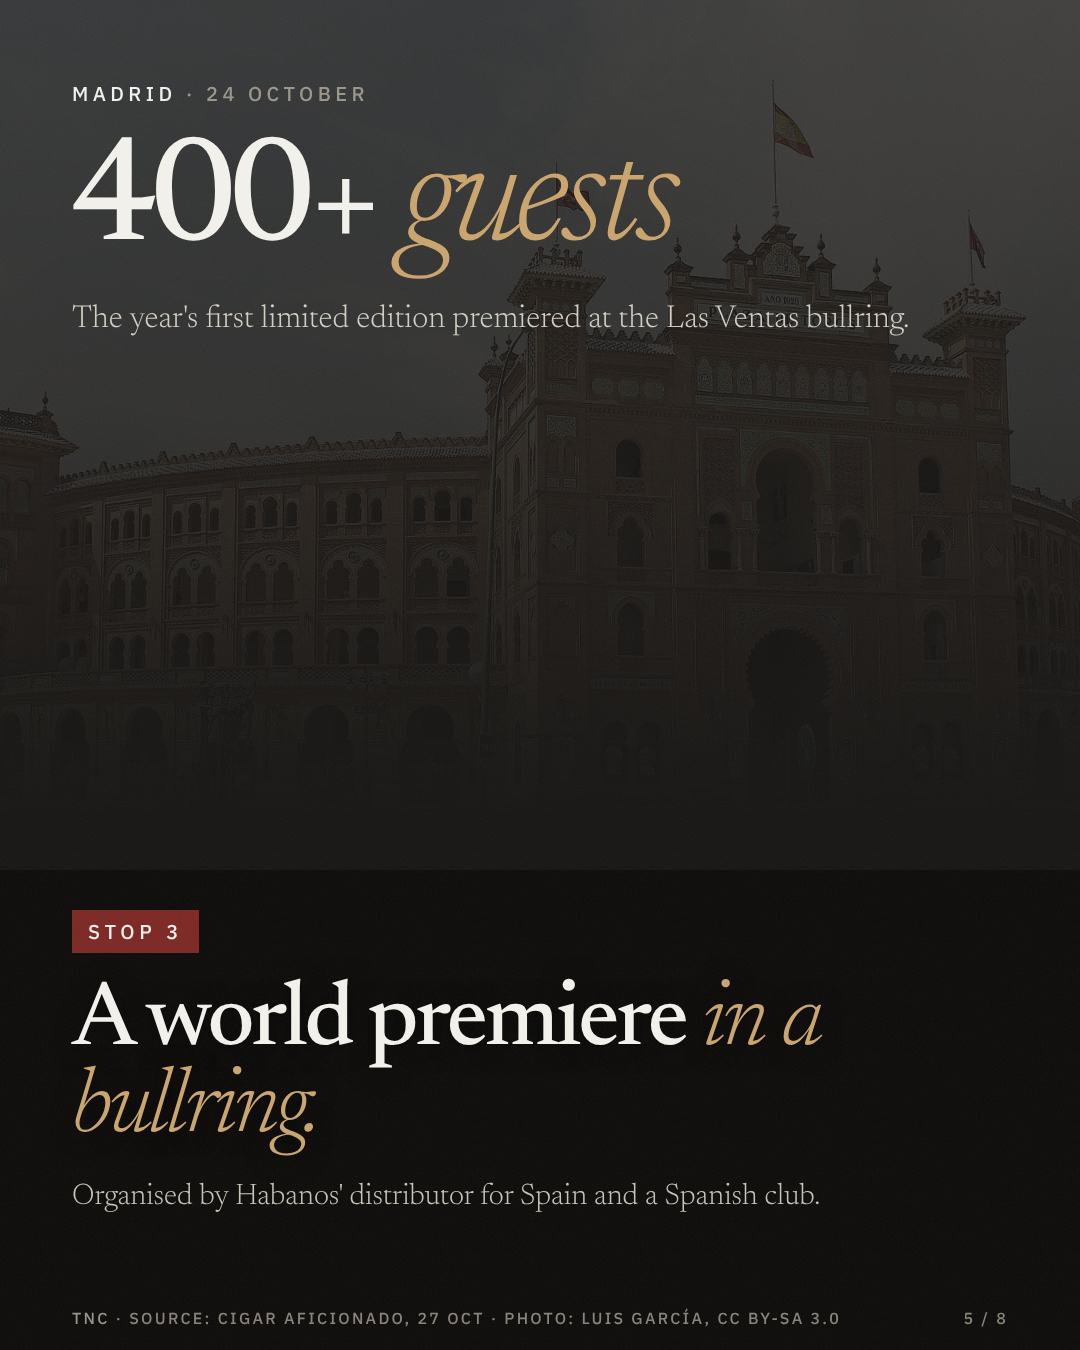 MADRID · 24 OCTOBER
400+ guests
The year's first limited edition premiered at the Las Ventas bullring.
STOP 3
A world premiere in a
bullring.
Organised by Habanos' distributor for Spain and a Spanish club.
TNC · SOURCE: CIGAR AFICIONADO, 27 OCT · PHOTO: LUIS GARCÍA, CC BY-SA 3.0
5 / 8